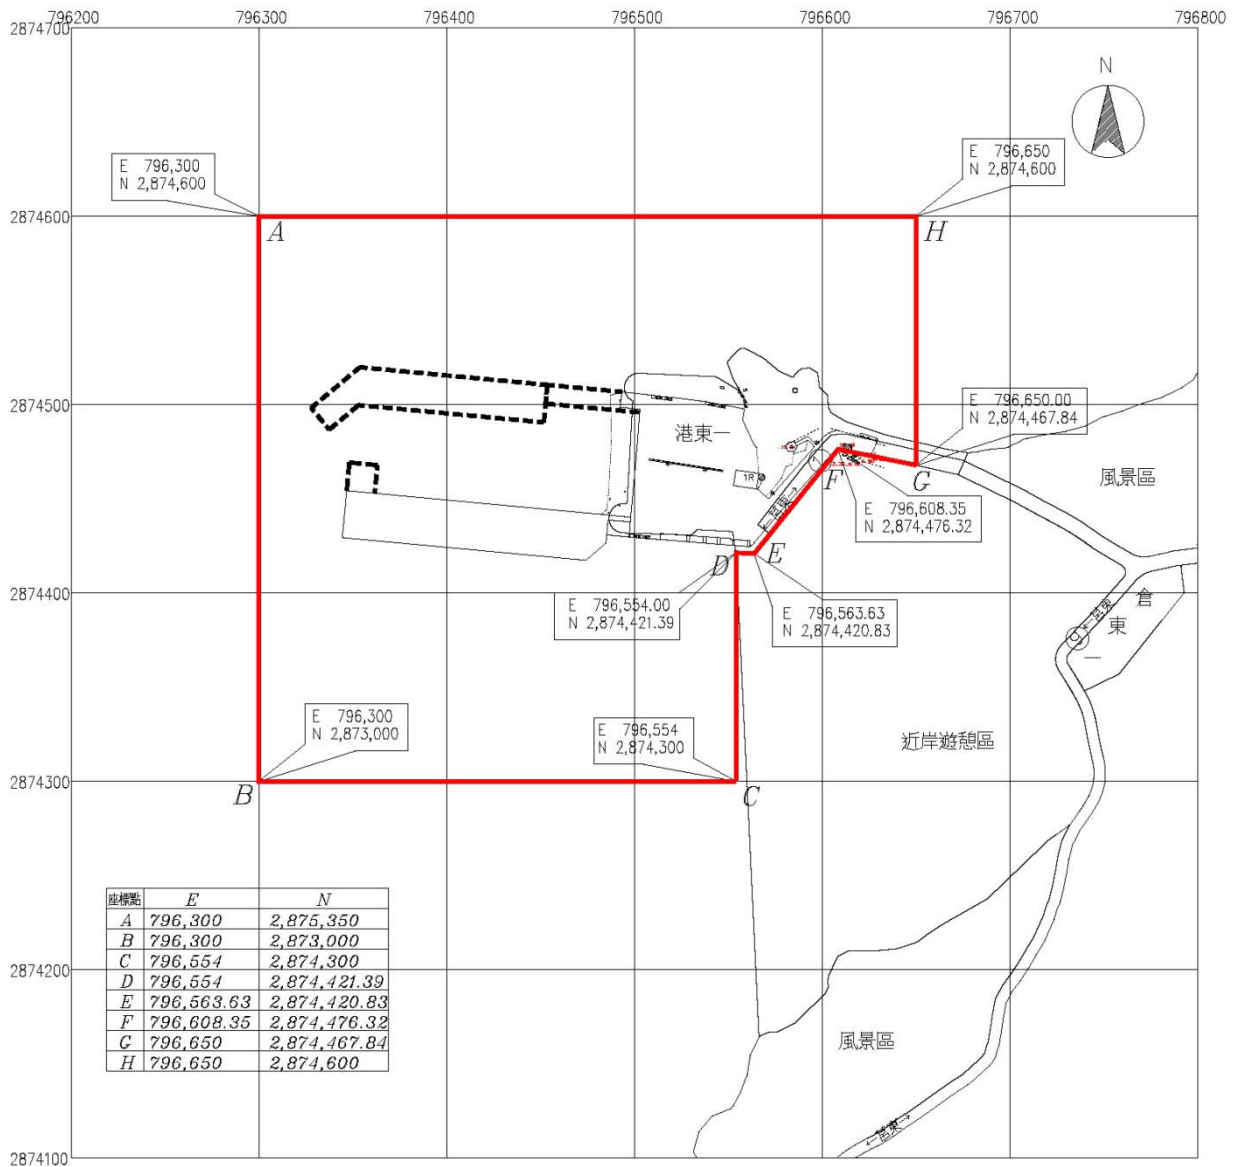 796200 796300 796400 796500 796600 796700 796800
2874700
N
E 796,300
N 2,874,600
E 796,650
N 2,874,600
2874600
A
H
2874500
E 796,650.00
N 2,874,467.84
港東一
1R
F
G
風景區
E 796,608.35
N 2,874,476.32
D
E
2874400
E 796,554.00
N 2,874,421.39
E 796,563.63
N 2,874,420.83
倉
東
一
E 796,300
N 2,873,000
E 796,554
N 2,874,300
近岸遊憩區
2874300
B
C
座標點 E N
A 796,300 2,875,350
B 796,300 2,873,000
C 796,554 2,874,300
D 796,554 2,874,421.39
E 796,563.63 2,874,420.83
F 796,608.35 2,874,476.32
G 796,650 2,874,467.84
H 796,650 2,874,600
2874200
風景區
2874100